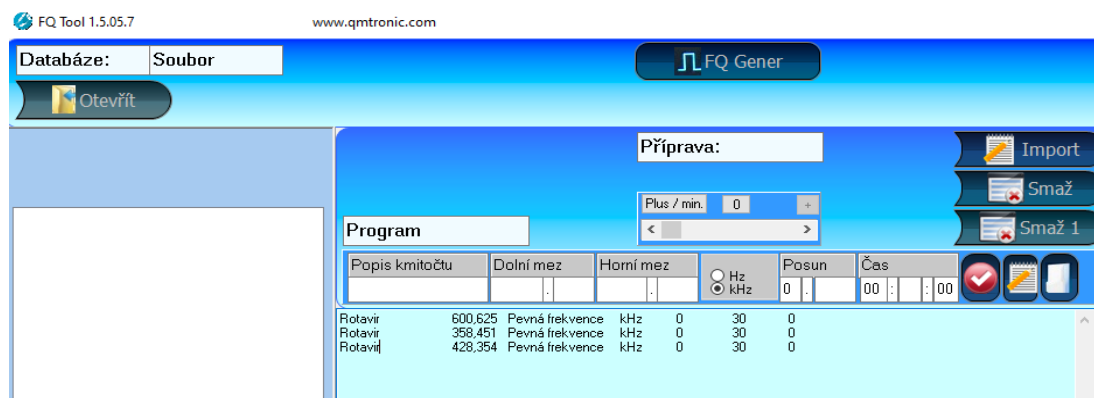 FQ Tool 1.5.05.7 www.qmtronic.com
Databáze: Soubor FQ Gener
Otevřít
Příprava: Import
Smaž
Plus / min. 0 +
Program Smaž 1
Popis kmitočtu Dolní mez Horní mez Hz Posun Čas
. . kHz 0 . 00 : : 00
Rotavir 600,625 Pevná frekvence kHz 0 30 0
Rotavir 358,451 Pevná frekvence kHz 0 30 0
Rotavir 428,354 Pevná frekvence kHz 0 30 0